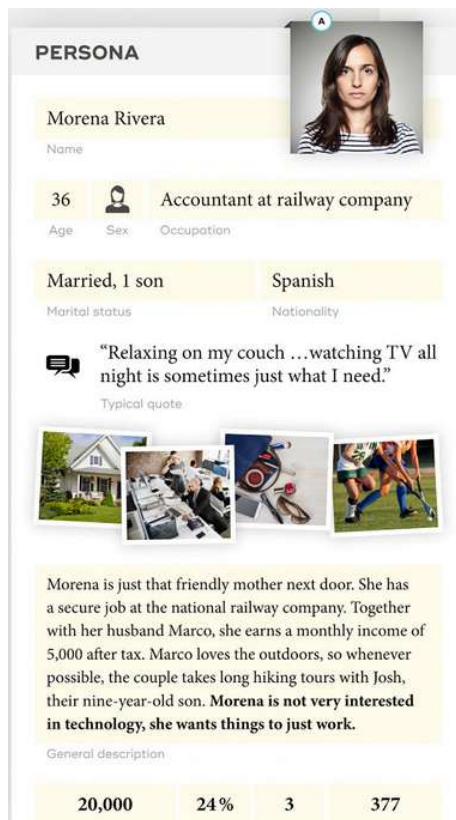 A
PERSONA
Morena Rivera
Name
36 Accountant at railway company
Age Sex Occupation
Married, 1 son Spanish
Marital status Nationality
“Relaxing on my couch …watching TV all
night is sometimes just what I need.”
Typical quote
Morena is just that friendly mother next door. She has
a secure job at the national railway company. Together
with her husband Marco, she earns a monthly income of
5,000 after tax. Marco loves the outdoors, so whenever
possible, the couple takes long hiking tours with Josh,
their nine-year-old son. Morena is not very interested
in technology, she wants things to just work.
General description
20,000 24% 3 377